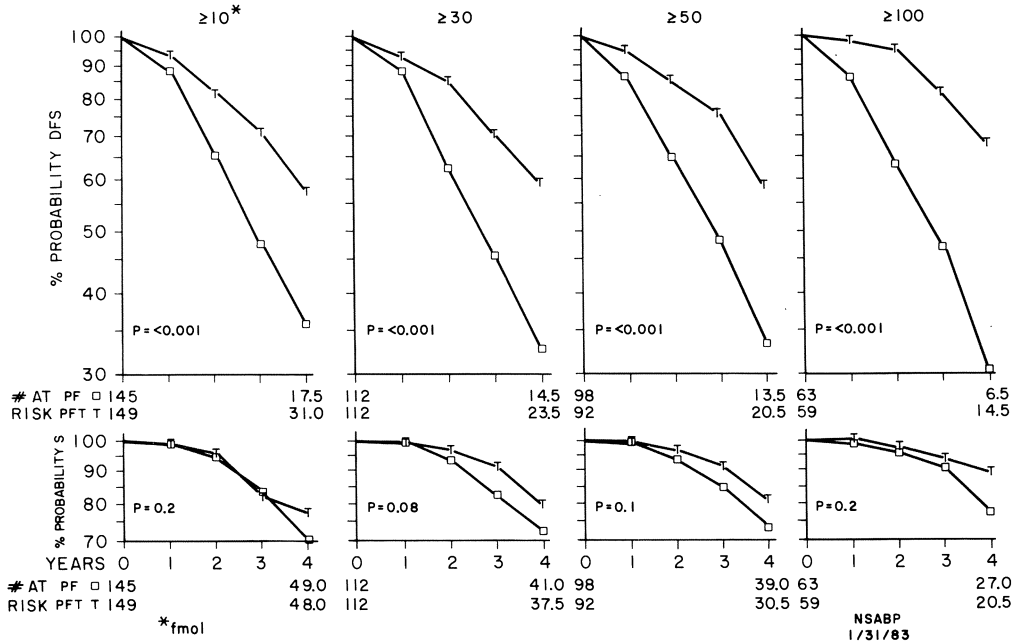 ≥10* ≥30 ≥50 ≥100
% PROBABILITY DFS
100
90
80
70
60
50
40
30
P=<0.001 P=<0.001 P=<0.001 P=<0.001
# AT PF □ 145 17.5 112 14.5 98 13.5 63 6.5
RISK PFT T 149 31.0 112 23.5 92 20.5 59 14.5
% PROBABILITY S
100
90
80
70
P=0.2 P=0.08 P=0.1 P=0.2
YEARS 0 1 2 3 4 0 1 2 3 4 0 1 2 3 4 0 1 2 3 4
# AT PF □ 145 49.0 112 41.0 98 39.0 63 27.0
RISK PFT T 149 48.0 112 37.5 92 30.5 59 20.5
*fmol
NSABP
1/31/83